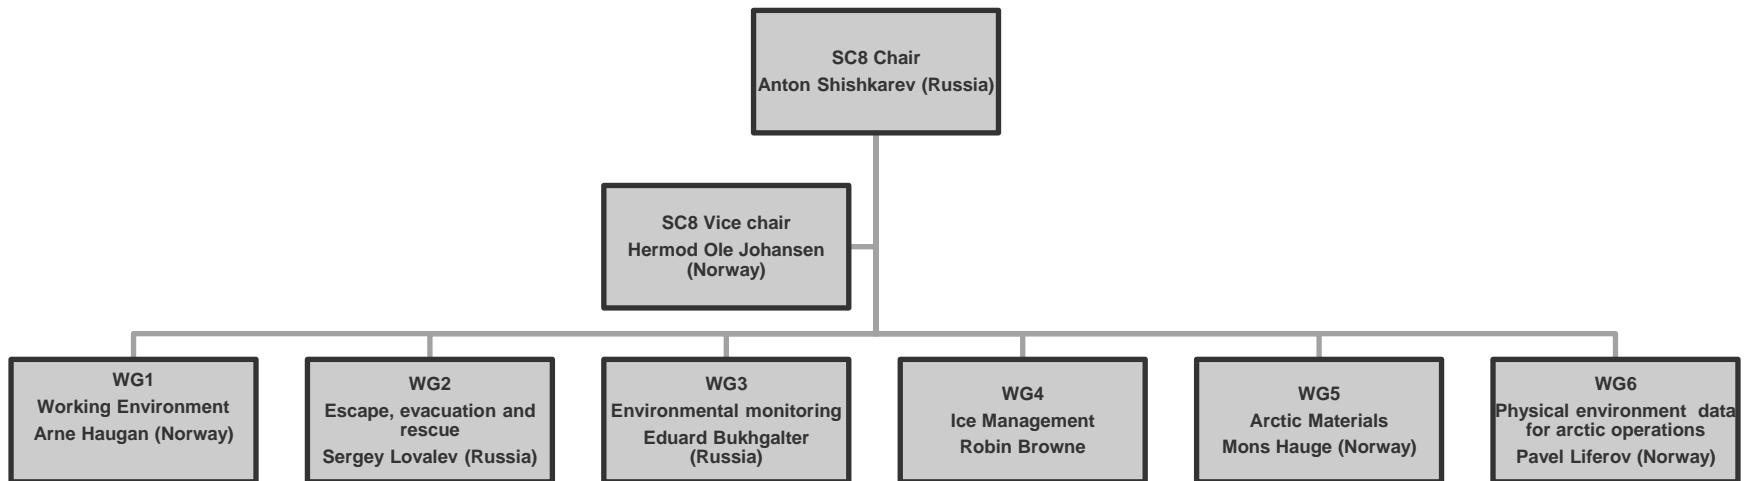 SC8 Chair
Anton Shishkarev (Russia)
SC8 Vice chair
Hermod Ole Johansen
(Norway)
WG1
Working Environment
Arne Haugan (Norway)
WG2
Escape, evacuation and
rescue
Sergey Lovalev (Russia)
WG3
Environmental monitoring
Eduard Bukhgalter
(Russia)
WG4
Ice Management
Robin Browne
WG5
Arctic Materials
Mons Hauge (Norway)
WG6
Physical environment data
for arctic operations
Pavel Liferov (Norway)